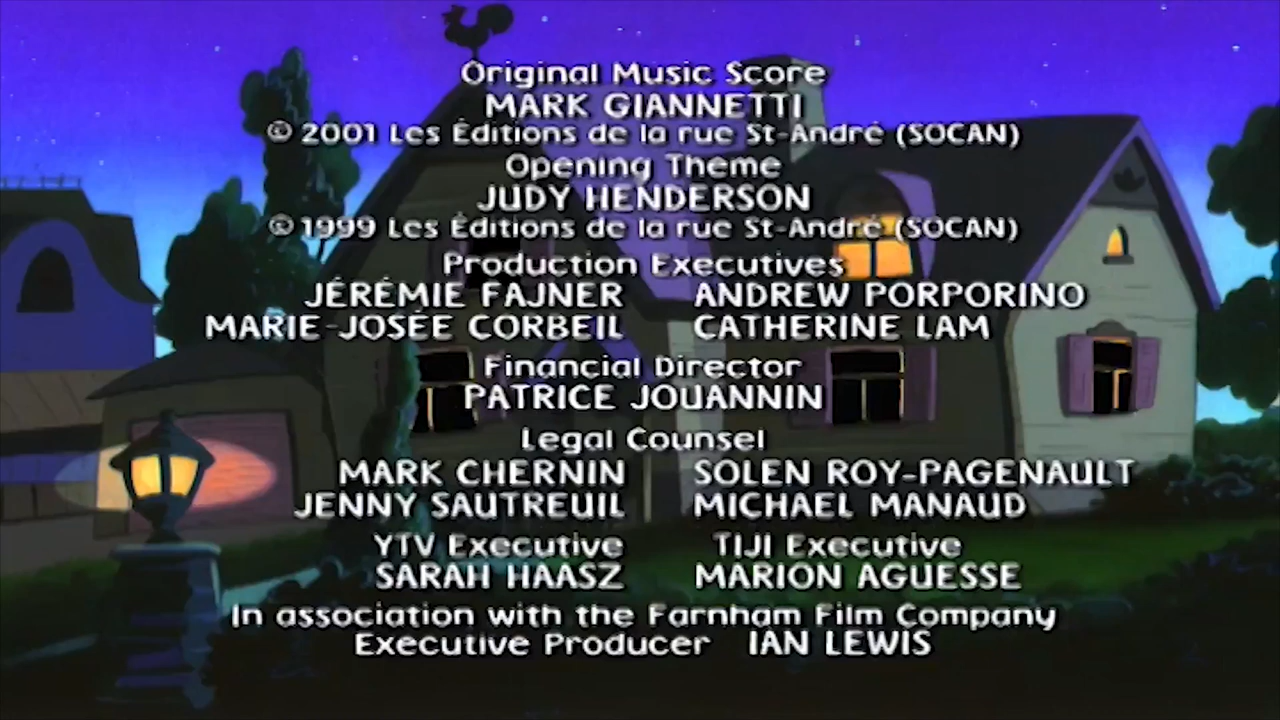 Original Music Score
MARK GIANNETTI
© 2001 Les Éditions de la rue St-André (SOCAN)
Opening Theme
JUDY HENDERSON
© 1999 Les Éditions de la rue St-André (SOCAN)
Production Executives
JÉRÉMIE FAJNER ANDREW PORPORINO
MARIE-JOSÉE CORBEIL CATHERINE LAM
Financial Director
PATRICE JOUANNIN
Legal Counsel
MARK CHERNIN SOLEN ROY-PAGENAULT
JENNY SAUTREUIL MICHAEL MANAUD
YTV Executive TIJI Executive
SARAH HAASZ MARION AGUESSE
In association with the Farnham Film Company
Executive Producer IAN LEWIS